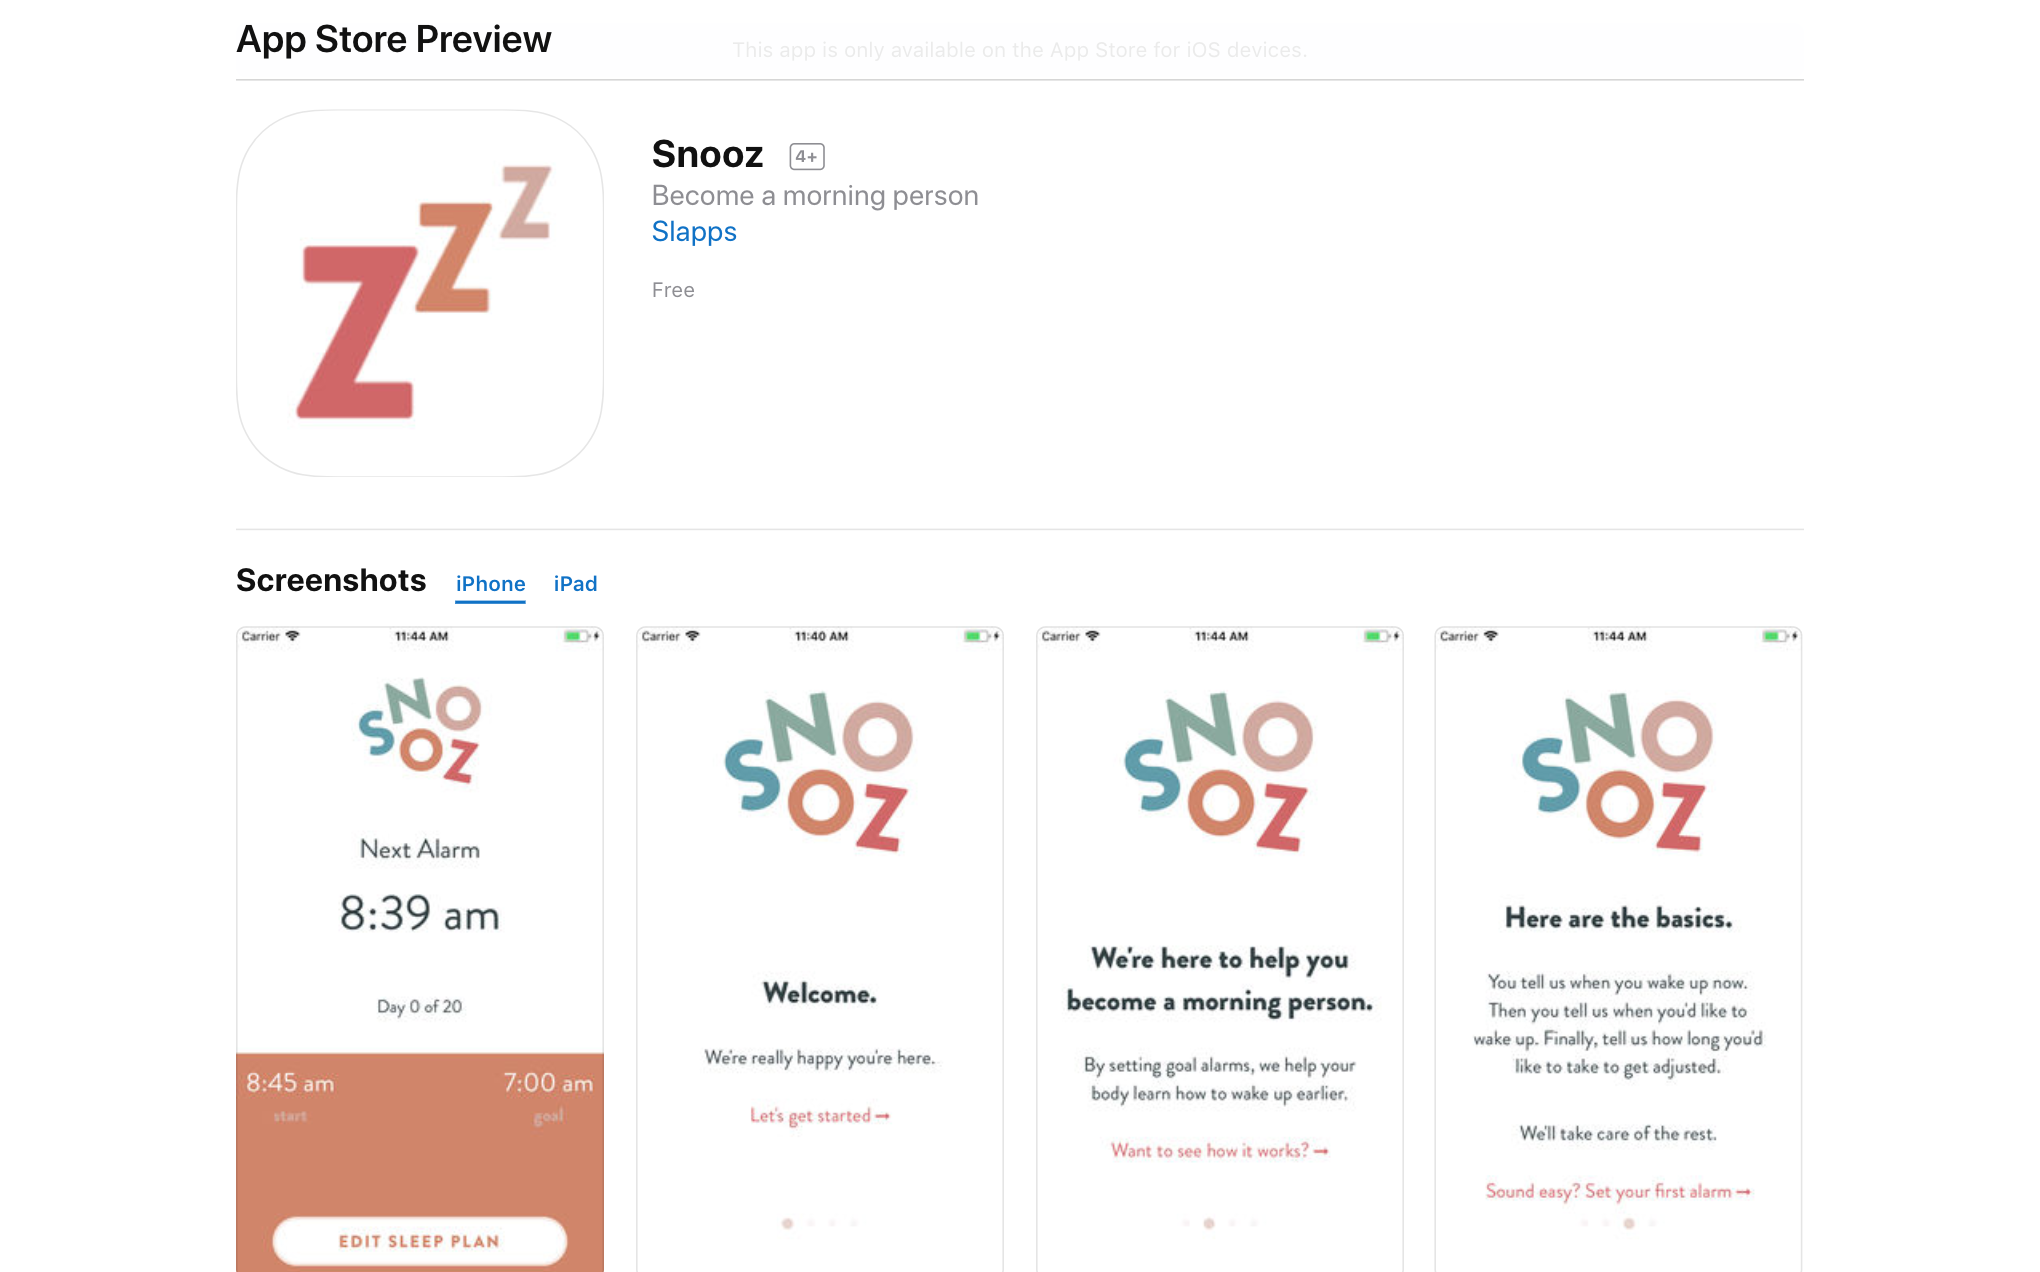 App Store Preview
This app is only available on the App Store for iOS devices.
Z Z Z
Snooz 4+
Become a morning person
Slapps
Free
Screenshots iPhone iPad
Carrier 11:44 AM
SNOOZ
Next Alarm
8:39 am
Day 0 of 20
8:45 am 7:00 am
start goal
EDIT SLEEP PLAN
Carrier 11:40 AM
SNOOZ
Welcome.
We're really happy you're here.
Let's get started →
Carrier 11:44 AM
SNOOZ
We're here to help you
become a morning person.
By setting goal alarms, we help your
body learn how to wake up earlier.
Want to see how it works? →
Carrier 11:44 AM
SNOOZ
Here are the basics.
You tell us when you wake up now.
Then you tell us when you'd like to
wake up. Finally, tell us how long you'd
like to take to get adjusted.
We'll take care of the rest.
Sound easy? Set your first alarm →